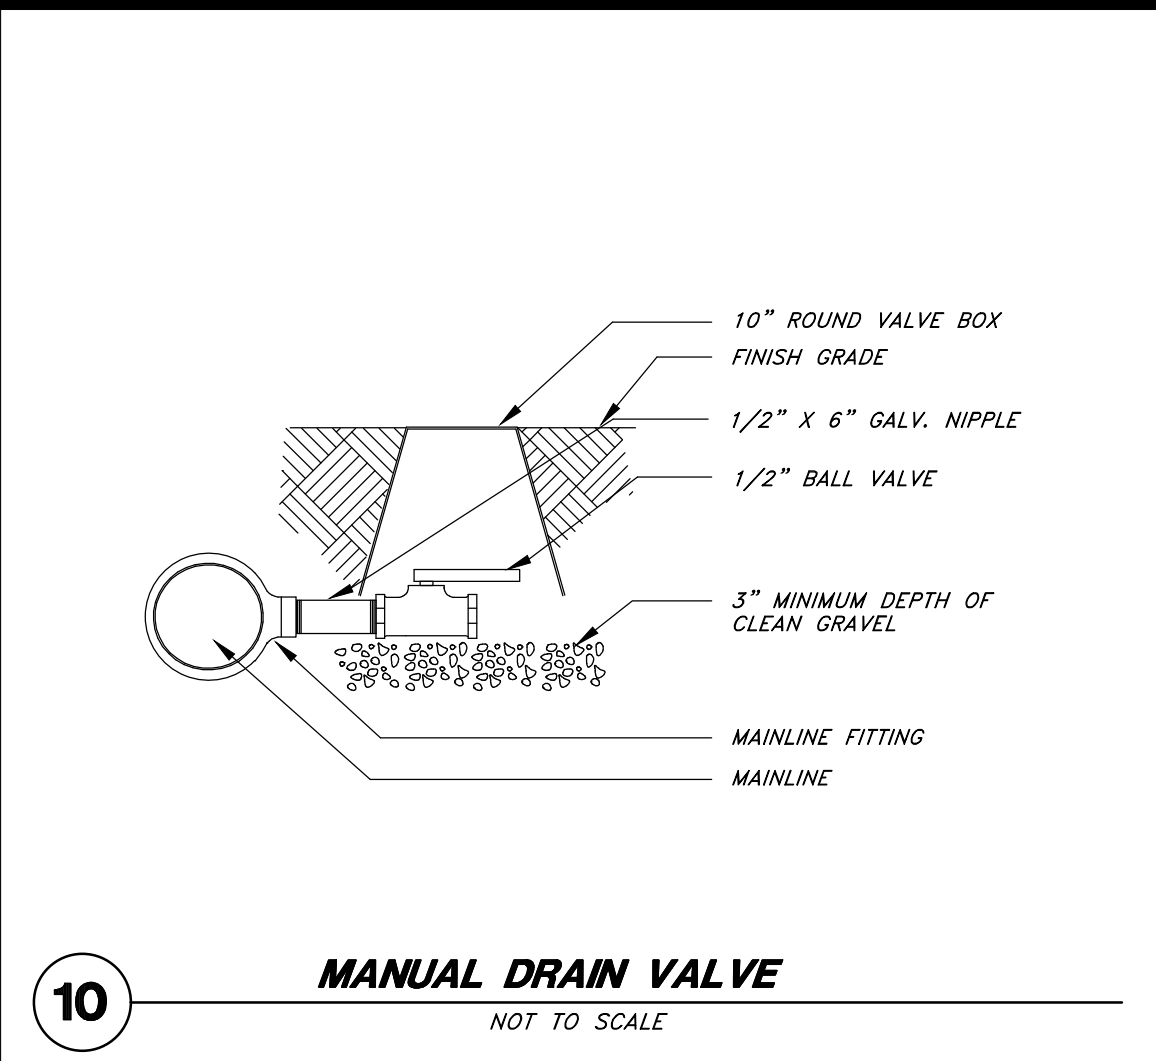 10” ROUND VALVE BOX
FINISH GRADE
1/2” X 6” GALV. NIPPLE
1/2” BALL VALVE
3” MINIMUM DEPTH OF
CLEAN GRAVEL
MAINLINE FITTING
MAINLINE
10
MANUAL DRAIN VALVE
NOT TO SCALE